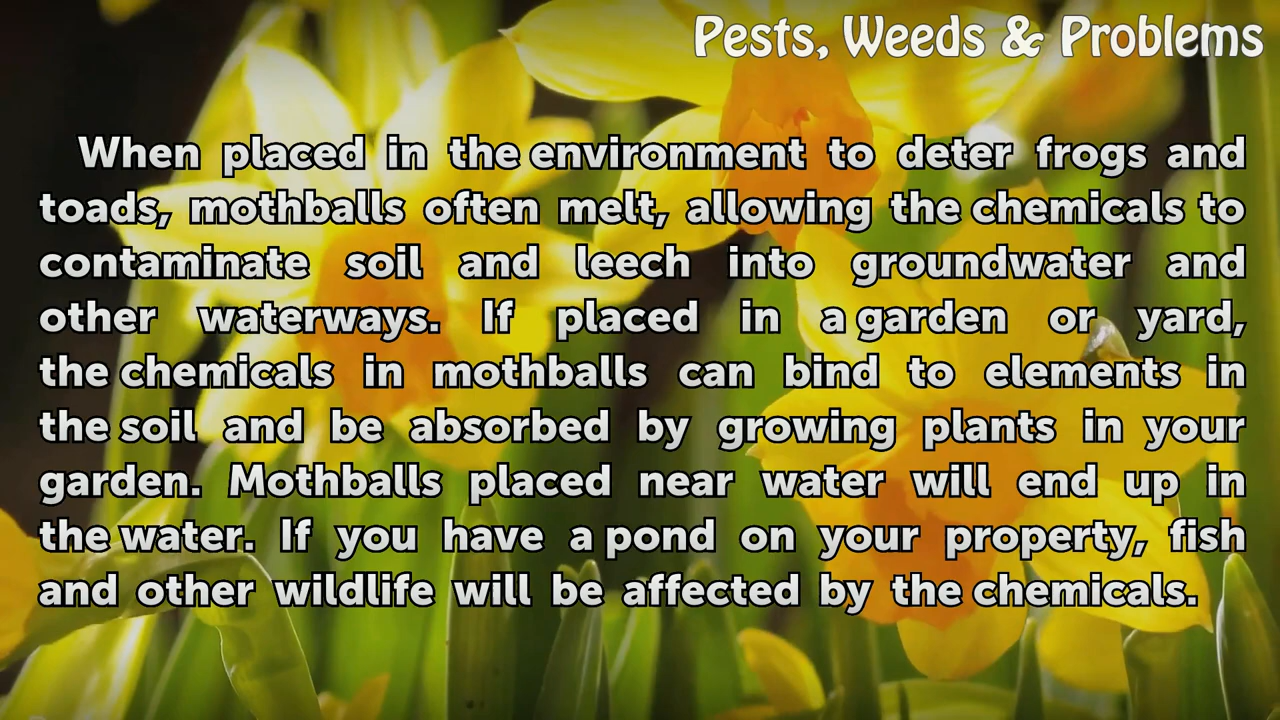 Pests, Weeds & Problems
When placed in the environment to deter frogs and
toads, mothballs often melt, allowing the chemicals to
contaminate soil and leech into groundwater and
other waterways. If placed in a garden or yard,
the chemicals in mothballs can bind to elements in
the soil and be absorbed by growing plants in your
garden. Mothballs placed near water will end up in
the water. If you have a pond on your property, fish
and other wildlife will be affected by the chemicals.